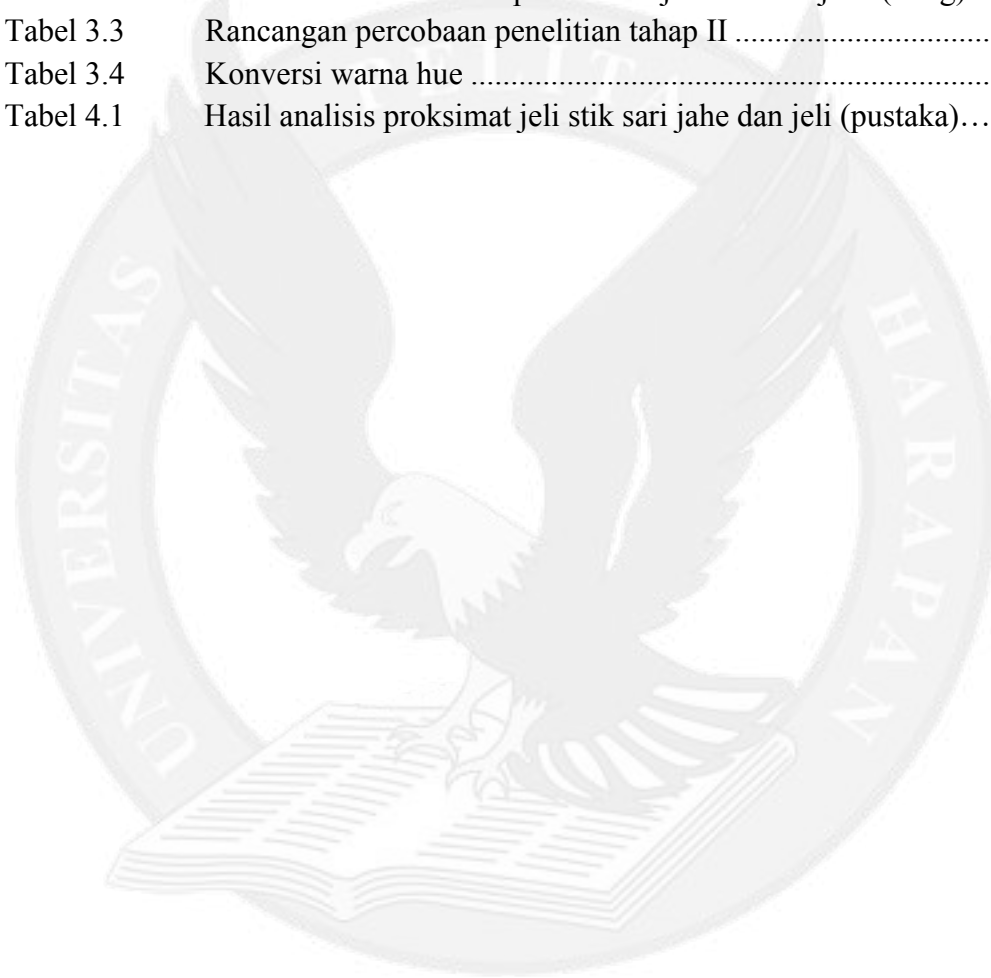 Tabel 3.3 Rancangan percobaan penelitian tahap II ................................
Tabel 3.4 Konversi warna hue .................................................................
Tabel 4.1 Hasil analisis proksimat jeli stik sari jahe dan jeli (pustaka)…
UNIVERSITAS PELITA HARAPAN